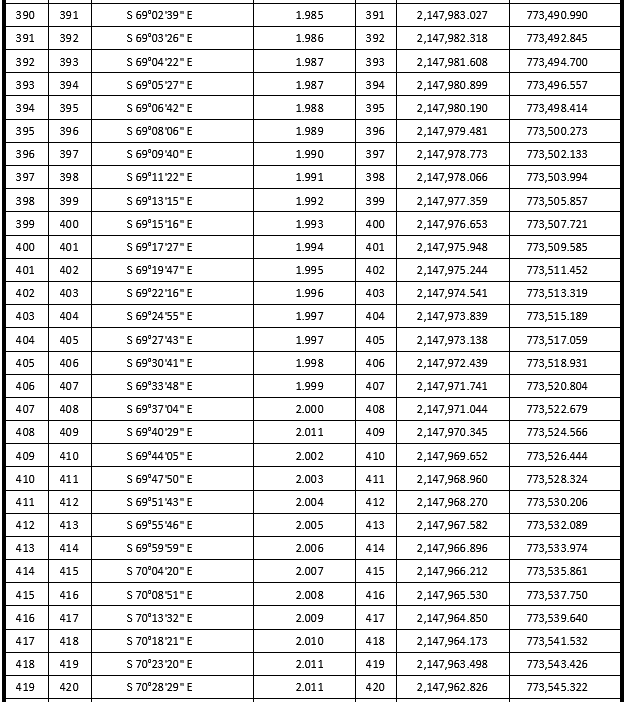 390 391 S 69°02'39" E 1.985 391 2,147,983.027 773,490.990
391 392 S 69°03'26" E 1.986 392 2,147,982.318 773,492.845
392 393 S 69°04'22" E 1.987 393 2,147,981.608 773,494.700
393 394 S 69°05'27" E 1.987 394 2,147,980.899 773,496.557
394 395 S 69°06'42" E 1.988 395 2,147,980.190 773,498.414
395 396 S 69°08'06" E 1.989 396 2,147,979.481 773,500.273
396 397 S 69°09'40" E 1.990 397 2,147,978.773 773,502.133
397 398 S 69°11'22" E 1.991 398 2,147,978.066 773,503.994
398 399 S 69°13'15" E 1.992 399 2,147,977.359 773,505.857
399 400 S 69°15'16" E 1.993 400 2,147,976.653 773,507.721
400 401 S 69°17'27" E 1.994 401 2,147,975.948 773,509.585
401 402 S 69°19'47" E 1.995 402 2,147,975.244 773,511.452
402 403 S 69°22'16" E 1.996 403 2,147,974.541 773,513.319
403 404 S 69°24'55" E 1.997 404 2,147,973.839 773,515.189
404 405 S 69°27'43" E 1.997 405 2,147,973.138 773,517.059
405 406 S 69°30'41" E 1.998 406 2,147,972.439 773,518.931
406 407 S 69°33'48" E 1.999 407 2,147,971.741 773,520.804
407 408 S 69°37'04" E 2.000 408 2,147,971.044 773,522.679
408 409 S 69°40'29" E 2.011 409 2,147,970.345 773,524.566
409 410 S 69°44'05" E 2.002 410 2,147,969.652 773,526.444
410 411 S 69°47'50" E 2.003 411 2,147,968.960 773,528.324
411 412 S 69°51'43" E 2.004 412 2,147,968.270 773,530.206
412 413 S 69°55'46" E 2.005 413 2,147,967.582 773,532.089
413 414 S 69°59'59" E 2.006 414 2,147,966.896 773,533.974
414 415 S 70°04'20" E 2.007 415 2,147,966.212 773,535.861
415 416 S 70°08'51" E 2.008 416 2,147,965.530 773,537.750
416 417 S 70°13'32" E 2.009 417 2,147,964.850 773,539.640
417 418 S 70°18'21" E 2.010 418 2,147,964.173 773,541.532
418 419 S 70°23'20" E 2.011 419 2,147,963.498 773,543.426
419 420 S 70°28'29" E 2.011 420 2,147,962.826 773,545.322